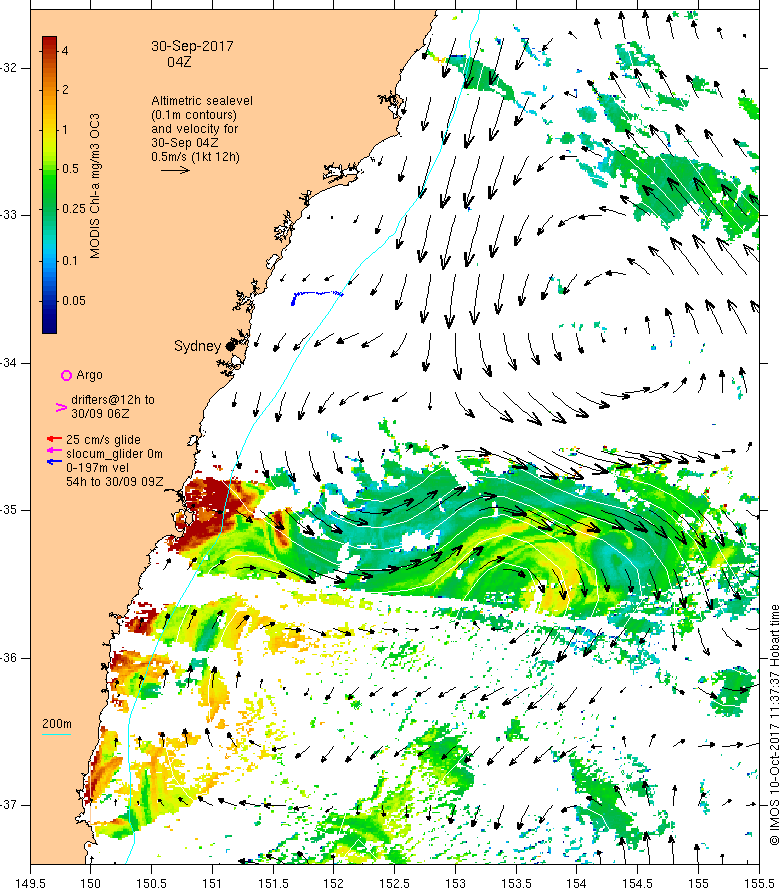 30-Sep-2017
04Z
Altimetric sealevel
(0.1m contours)
and velocity for
30-Sep 04Z
0.5m/s (1kt 12h)
4
2
1
0.5
0.25
0.1
0.05
MODIS Chl-a mg/m3 OC3
Sydney
Argo
drifters@12h to
30/09 06Z
25 cm/s glide
slocum_glider 0m
0-197m vel
54h to 30/09 09Z
200m
-32
-33
-34
-35
-36
-37
149.5 150 150.5 151 151.5 152 152.5 153 153.5 154 154.5 155 155.5
© IMOS 10-Oct-2017 11:37:37 Hobart time